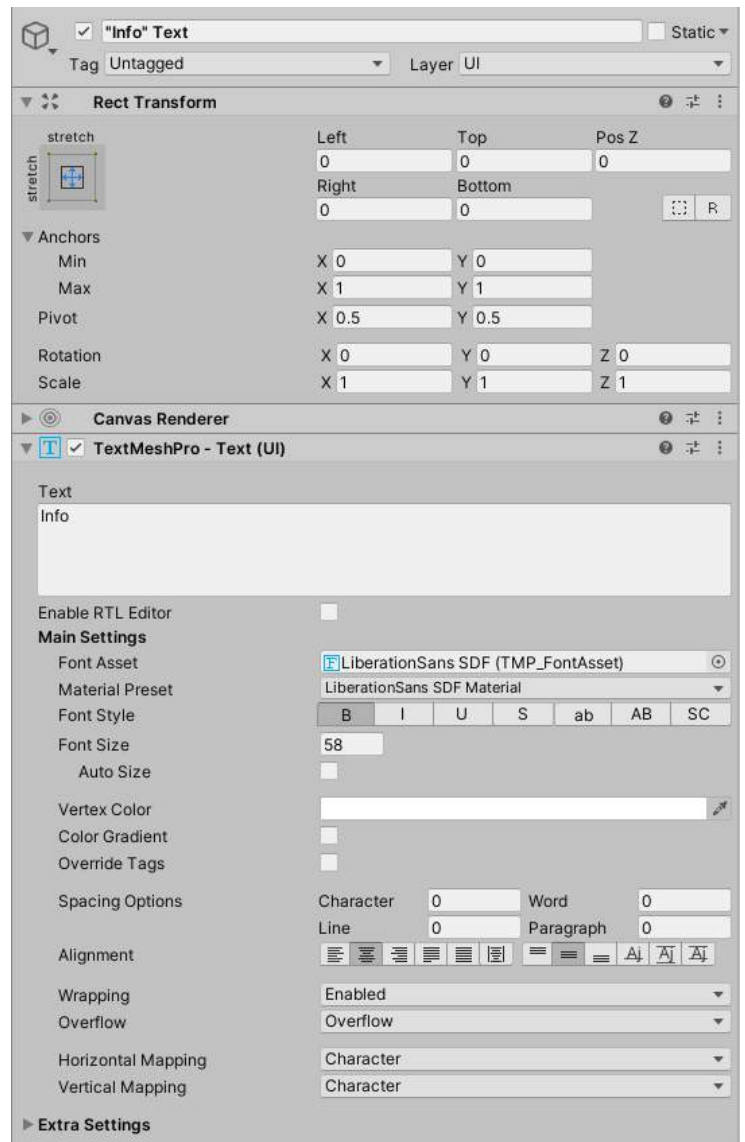 "Info" Text
Static
Tag Untagged Layer UI
Rect Transform
stretch Left Top Pos Z
stretch
0 0 0
Right Bottom
0 0 R
Anchors
Min X 0 Y 0
Max X 1 Y 1
Pivot X 0.5 Y 0.5
Rotation X 0 Y 0 Z 0
Scale X 1 Y 1 Z 1
Canvas Renderer
T TextMeshPro - Text (UI)
Text
Info
Enable RTL Editor
Main Settings
Font Asset F LiberationSans SDF (TMP_FontAsset)
Material Preset LiberationSans SDF Material
Font Style B I U S ab AB SC
Font Size 58
Auto Size
Vertex Color
Color Gradient
Override Tags
Spacing Options Character 0 Word 0
Line 0 Paragraph 0
Alignment Aj Aj Aj
Wrapping Enabled
Overflow Overflow
Horizontal Mapping Character
Vertical Mapping Character
Extra Settings